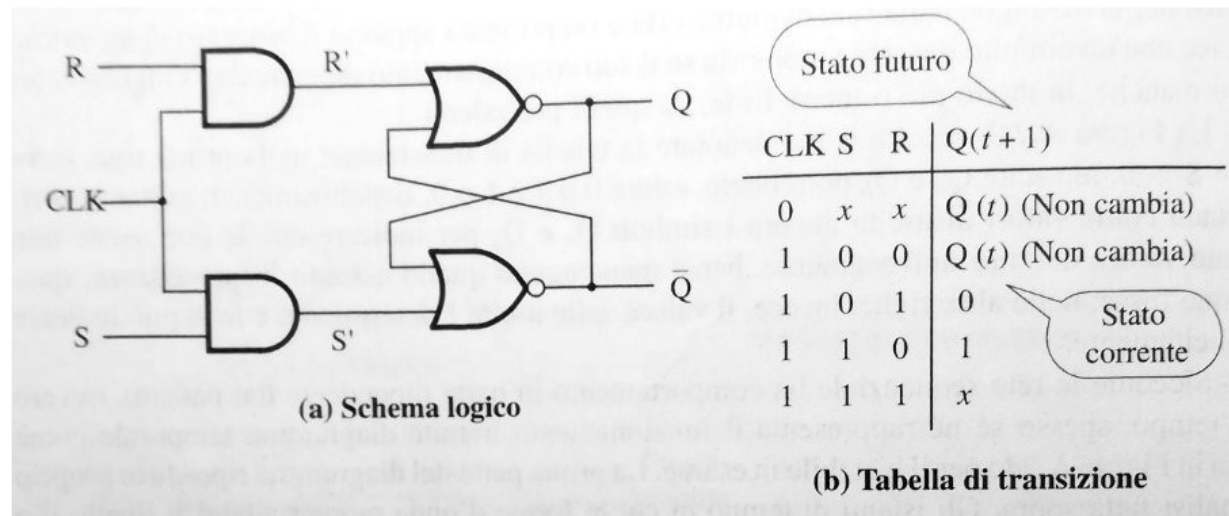 R
R'
Q
CLK
S
S'
Q̅
(a) Schema logico
Stato futuro
CLK S R Q(t + 1)
0 x x Q (t) (Non cambia)
1 0 0 Q (t) (Non cambia)
1 0 1 0
1 1 0 1
1 1 1 x
Stato
corrente
(b) Tabella di transizione